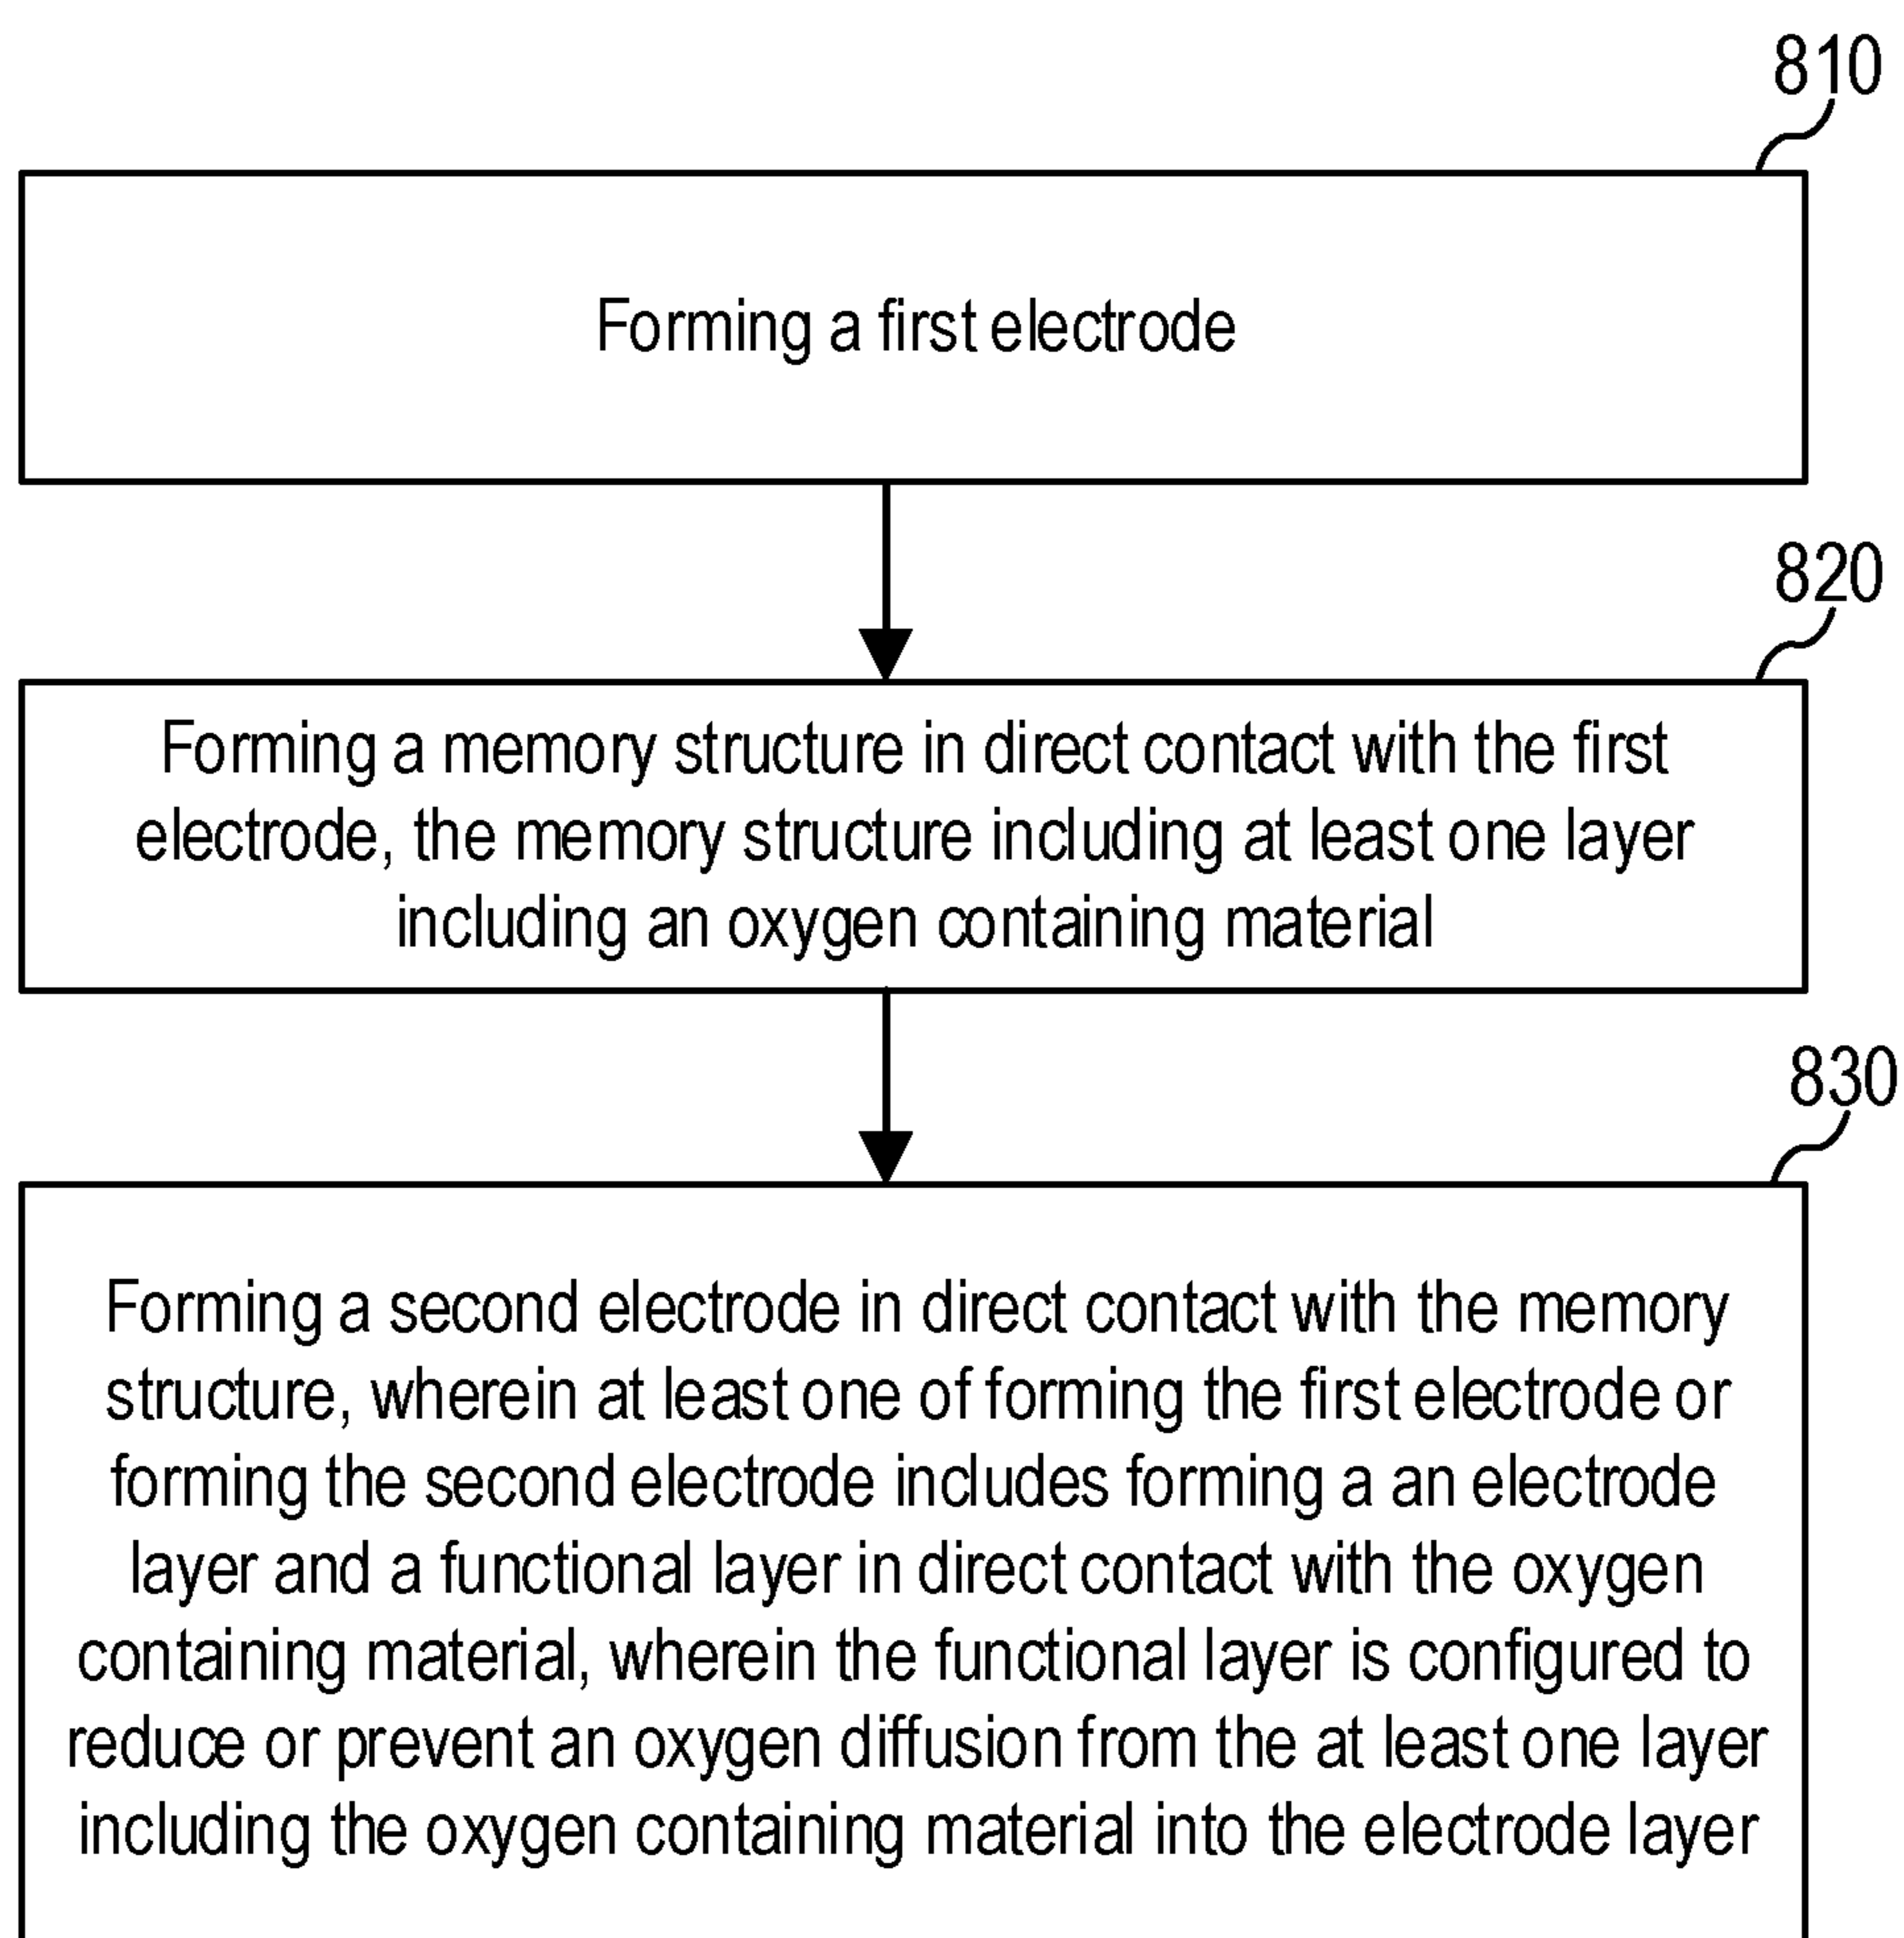 810
Forming a first electrode
820
Forming a memory structure in direct contact with the first
electrode, the memory structure including at least one layer
including an oxygen containing material
830
Forming a second electrode in direct contact with the memory
structure, wherein at least one of forming the first electrode or
forming the second electrode includes forming a an electrode
layer and a functional layer in direct contact with the oxygen
containing material, wherein the functional layer is configured to
reduce or prevent an oxygen diffusion from the at least one layer
including the oxygen containing material into the electrode layer